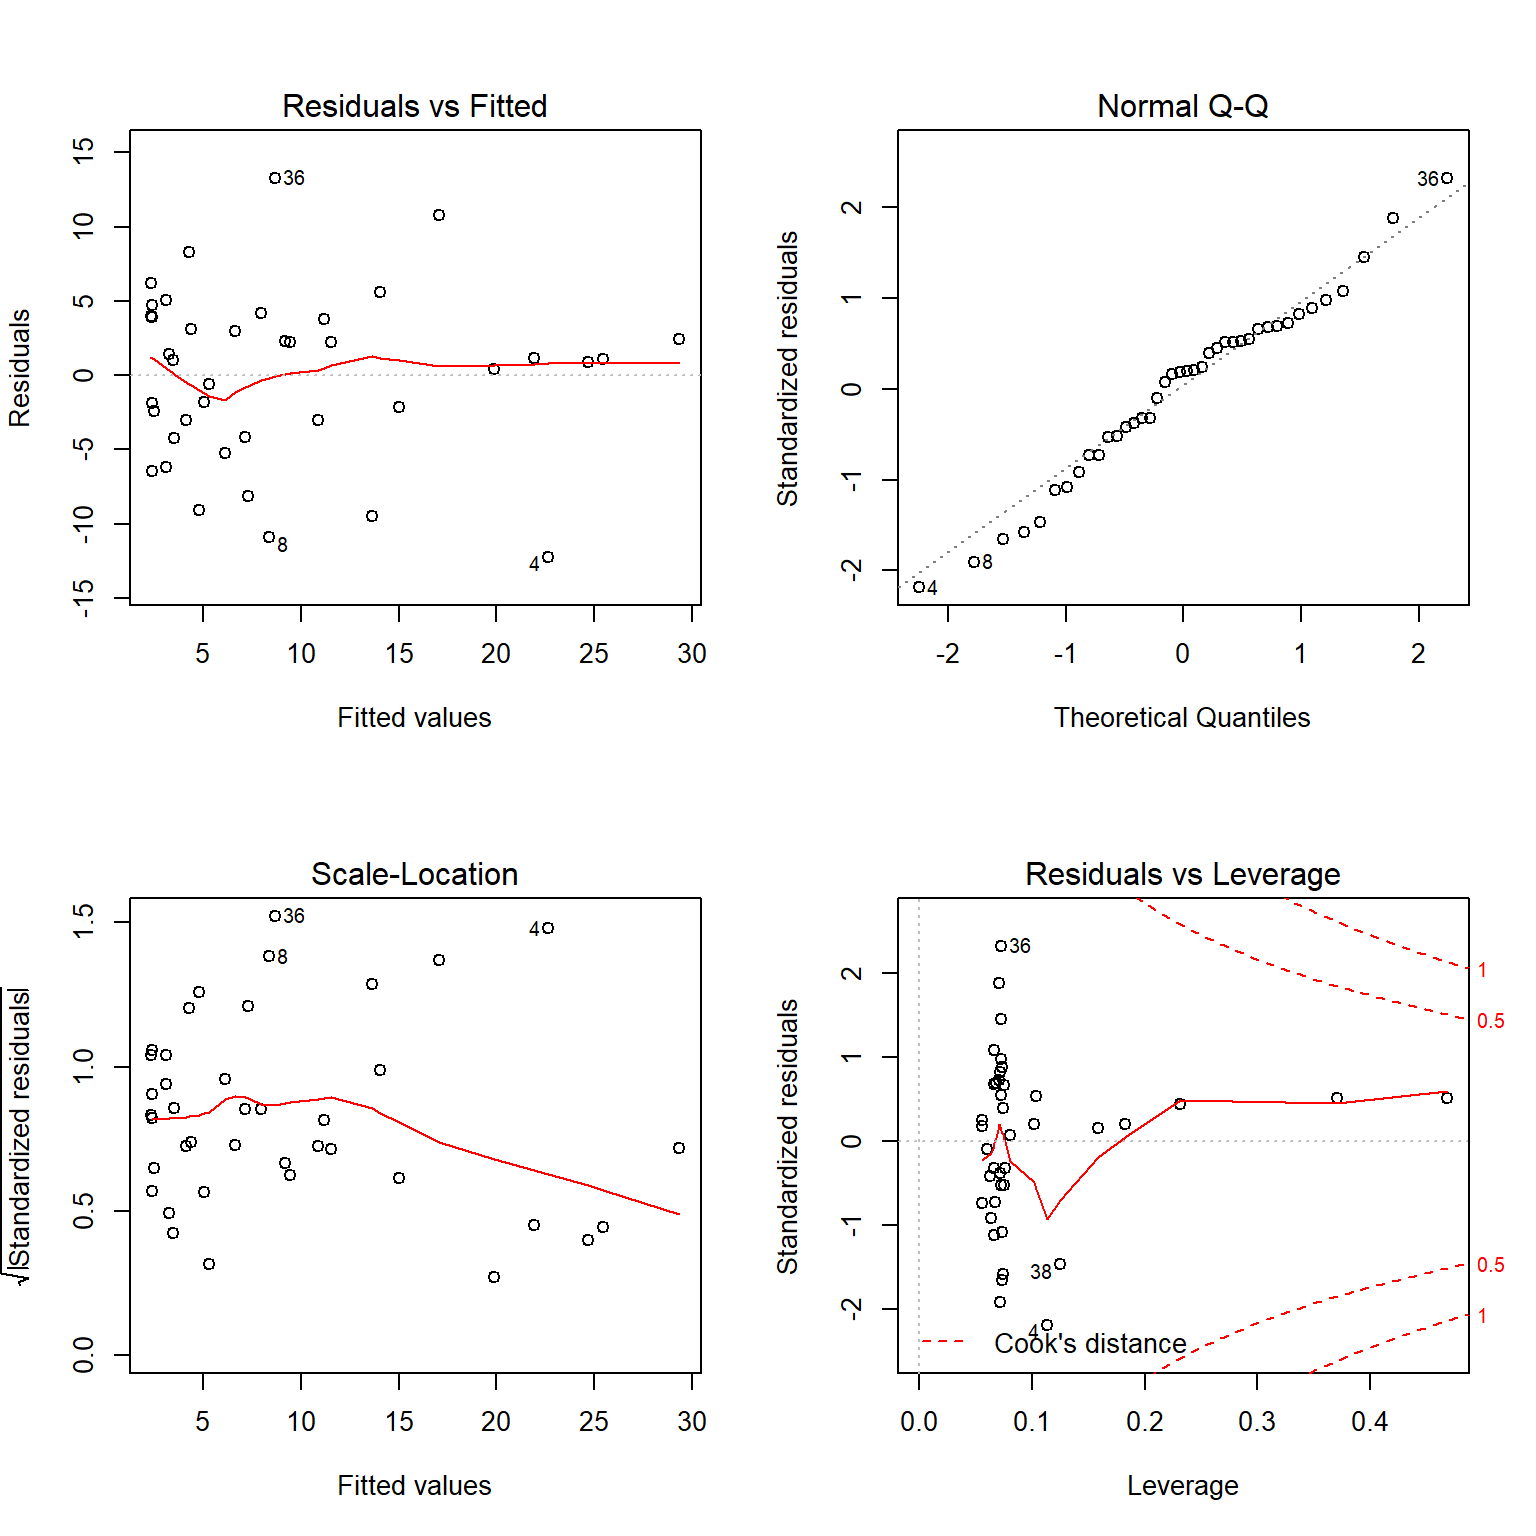 Residuals vs Fitted
Residuals
15
10
5
0
-5
-10
-15
36
8
4
5 10 15 20 25 30
Fitted values
Normal Q-Q
Standardized residuals
2
1
0
-1
-2
36
8
4
-2 -1 0 1 2
Theoretical Quantiles
Scale-Location
√|Standardized residuals|
1.5
1.0
0.5
0.0
36
4
8
5 10 15 20 25 30
Fitted values
Residuals vs Leverage
Standardized residuals
2
1
0
-1
-2
36
38
4
1
0.5
0.5
1
Cook's distance
0.0 0.1 0.2 0.3 0.4
Leverage